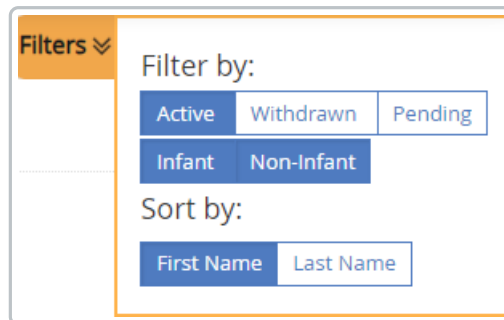 Filters
Filter by:
Active Withdrawn Pending
Infant Non-Infant
Sort by:
First Name Last Name